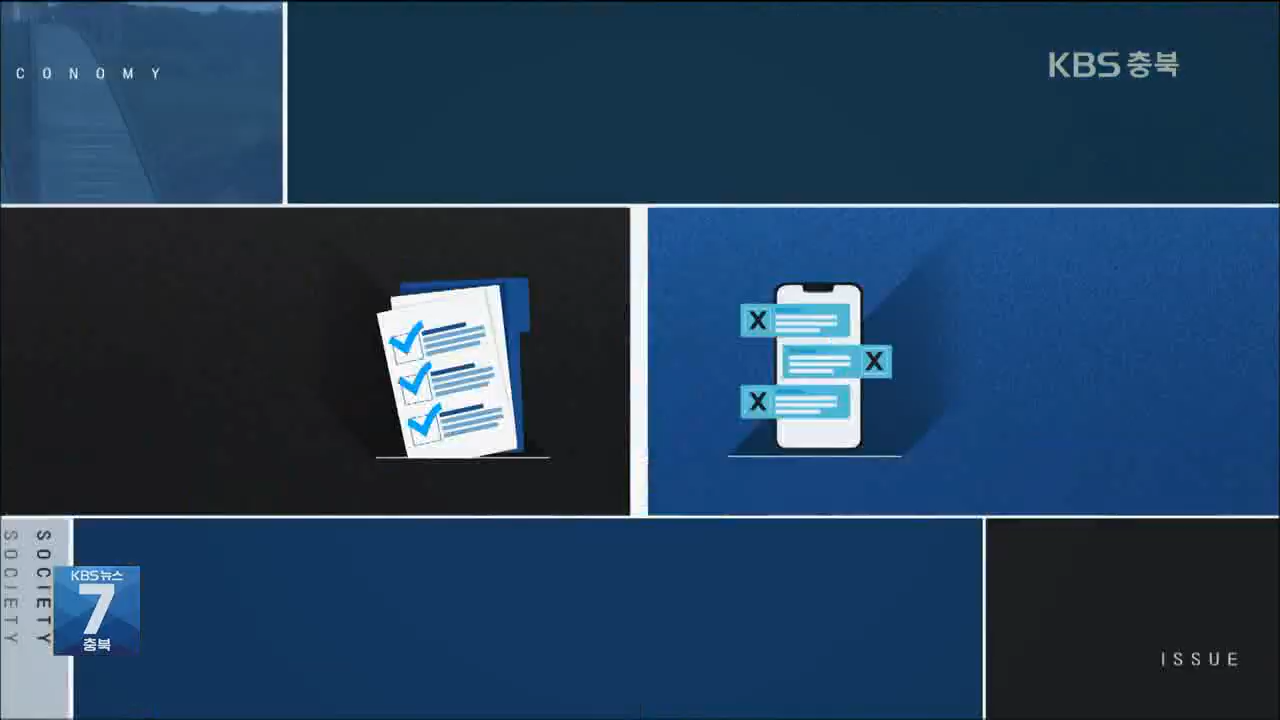 CONOMY
KBS 충북
X
X
X
SOCIETY
SOCIETY
KBS뉴스
7
충북
ISSUE